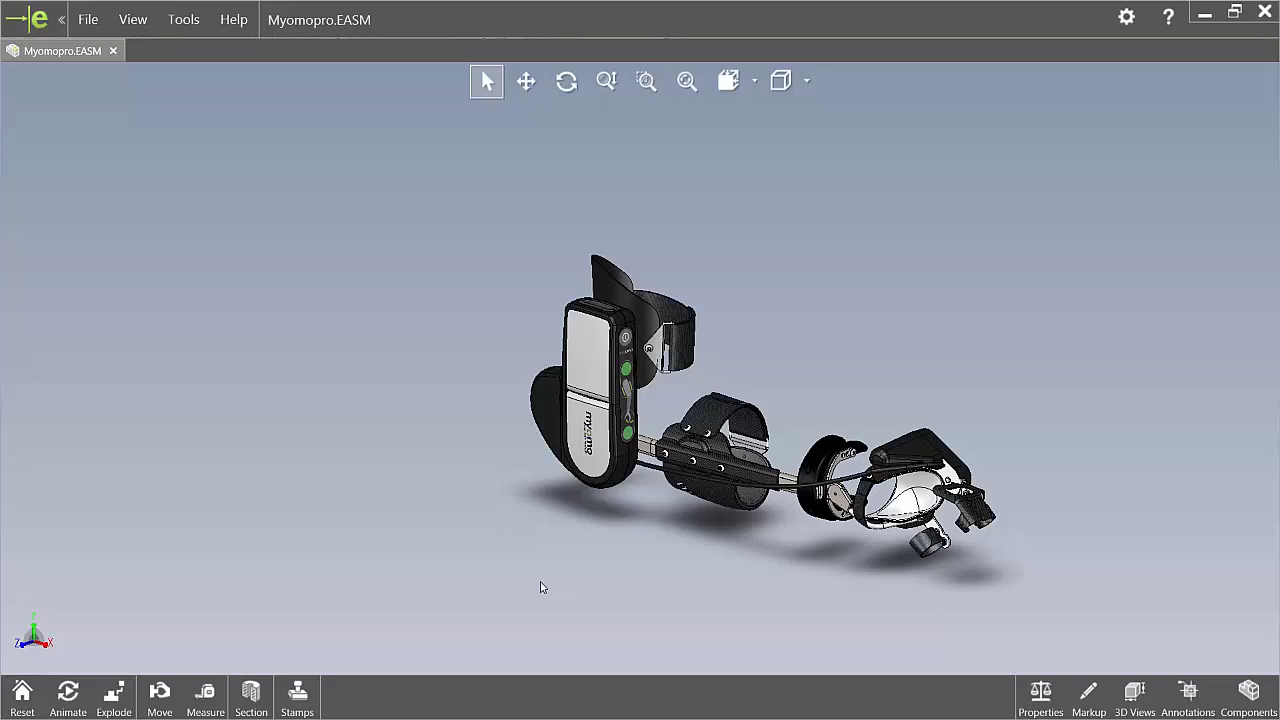 e « File View Tools Help Myomopro.EASM ?
Myomopro.EASM
myomo
Y
Z X
Reset Animate Explode Move Measure Section Stamps Properties Markup 3D Views Annotations Components